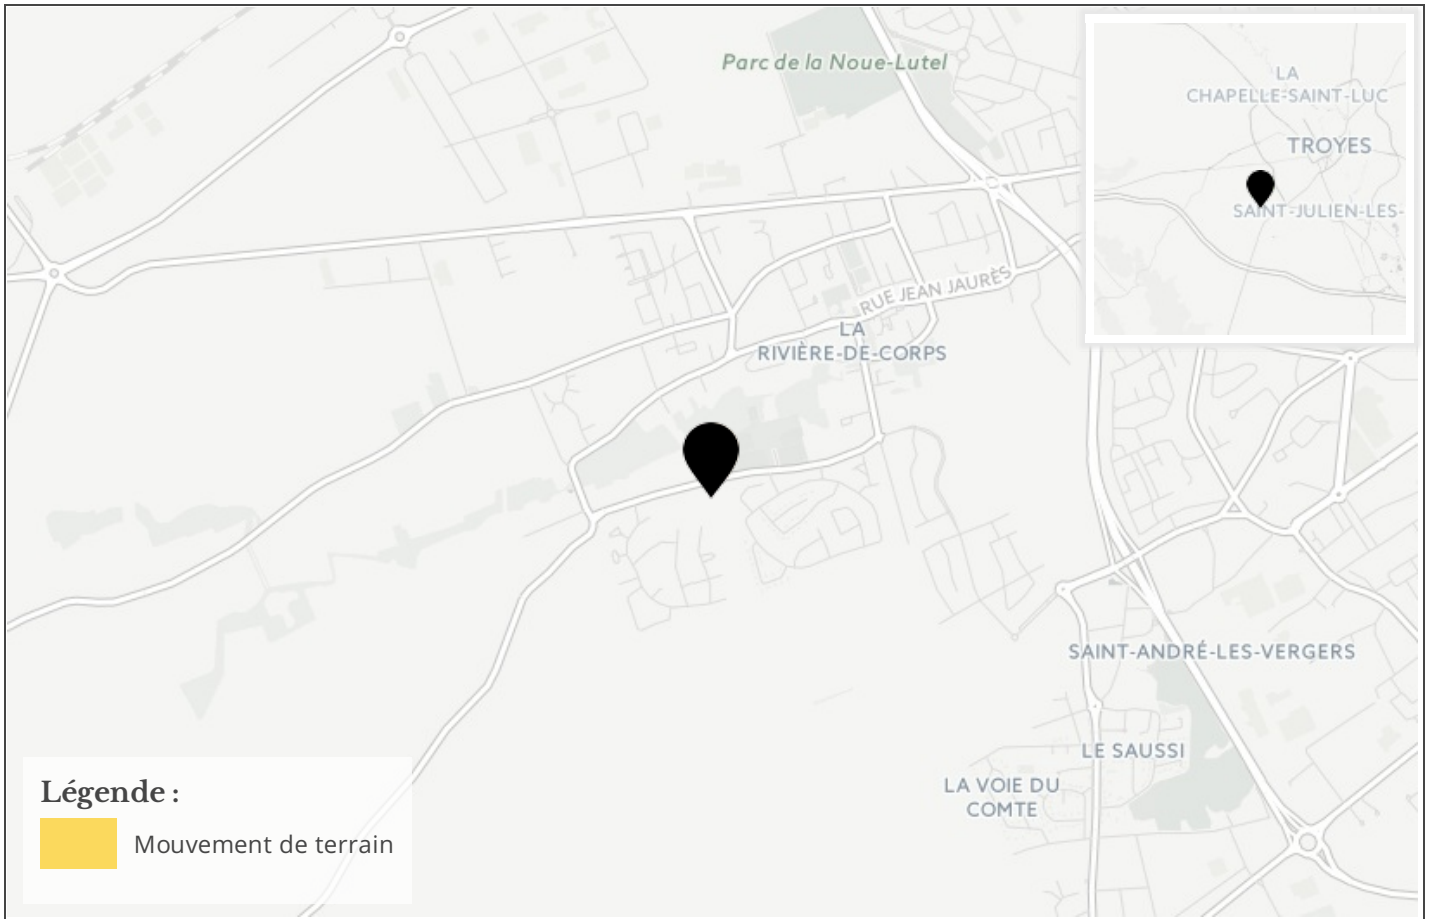 Parc de la Noue-Lutel
LA
CHAPELLE-SAINT-LUC
TROYES
SAINT-JULIEN-LES-
RUE JEAN JAURÈS
LA
RIVIÈRE-DE-CORPS
SAINT-ANDRÉ-LES-VERGERS
LE SAUSSI
LA VOIE DU
COMTE
Légende :
Mouvement de terrain